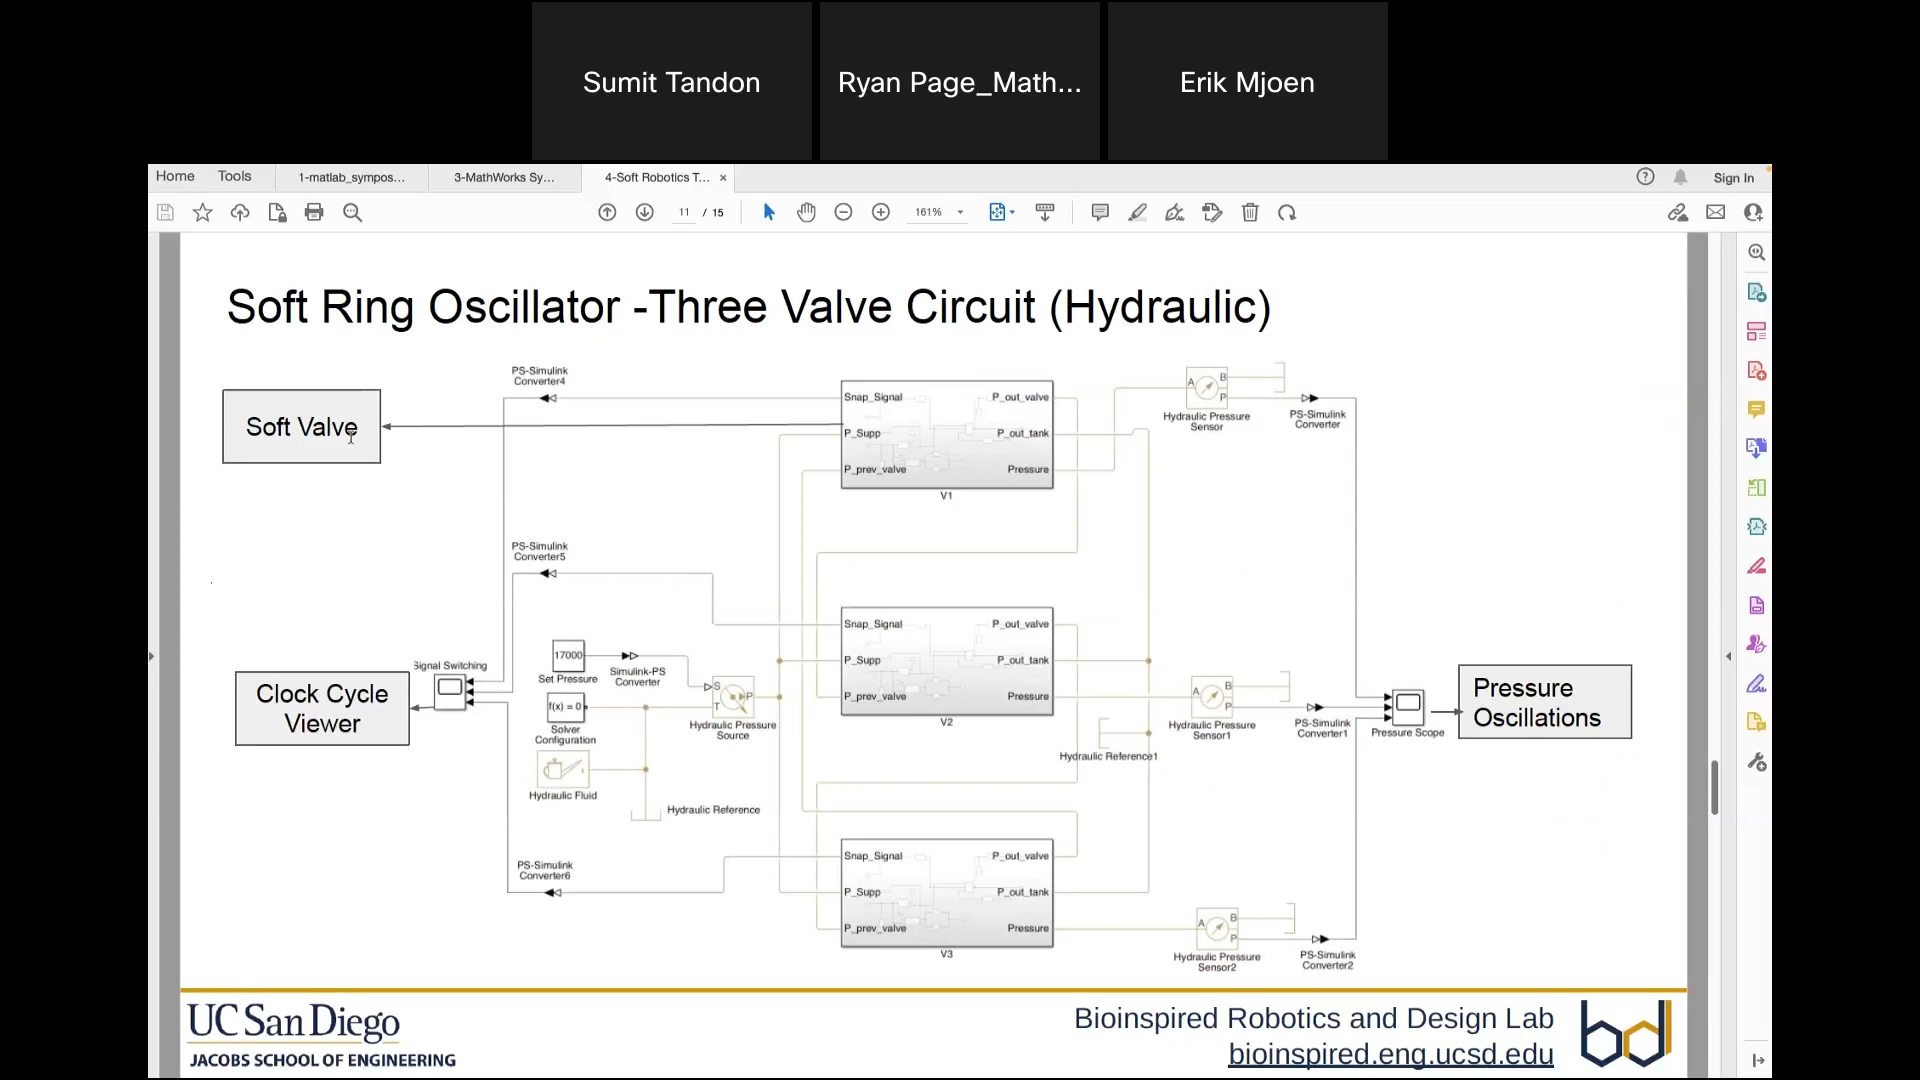 Sumit Tandon
Ryan Page_Math...
Erik Mjoen
Home
Tools
1-matlab_sympos...
3-MathWorks Sy...
4-Soft Robotics T...
Sign In
11 / 15
161%
Soft Ring Oscillator -Three Valve Circuit (Hydraulic)
Soft Valve
PS-Simulink
Converter4
Snap_Signal
P_Supp
P_prev_valve
P_out_valve
P_out_tank
Pressure
V1
A
B
P
Hydraulic Pressure
Sensor
PS-Simulink
Converter
PS-Simulink
Converter5
Clock Cycle
Viewer
Signal Switching
17000
Set Pressure
Simulink-PS
Converter
f(x) = 0
Solver
Configuration
S
T
P
Hydraulic Pressure
Source
Hydraulic Fluid
Hydraulic Reference
Snap_Signal
P_Supp
P_prev_valve
P_out_valve
P_out_tank
Pressure
V2
Hydraulic Reference1
A
B
P
Hydraulic Pressure
Sensor1
PS-Simulink
Converter1
Pressure Scope
Pressure
Oscillations
PS-Simulink
Converter6
Snap_Signal
P_Supp
P_prev_valve
P_out_valve
P_out_tank
Pressure
V3
A
B
P
Hydraulic Pressure
Sensor2
PS-Simulink
Converter2
UC San Diego
JACOBS SCHOOL OF ENGINEERING
Bioinspired Robotics and Design Lab
bioinspired.eng.ucsd.edu
bd